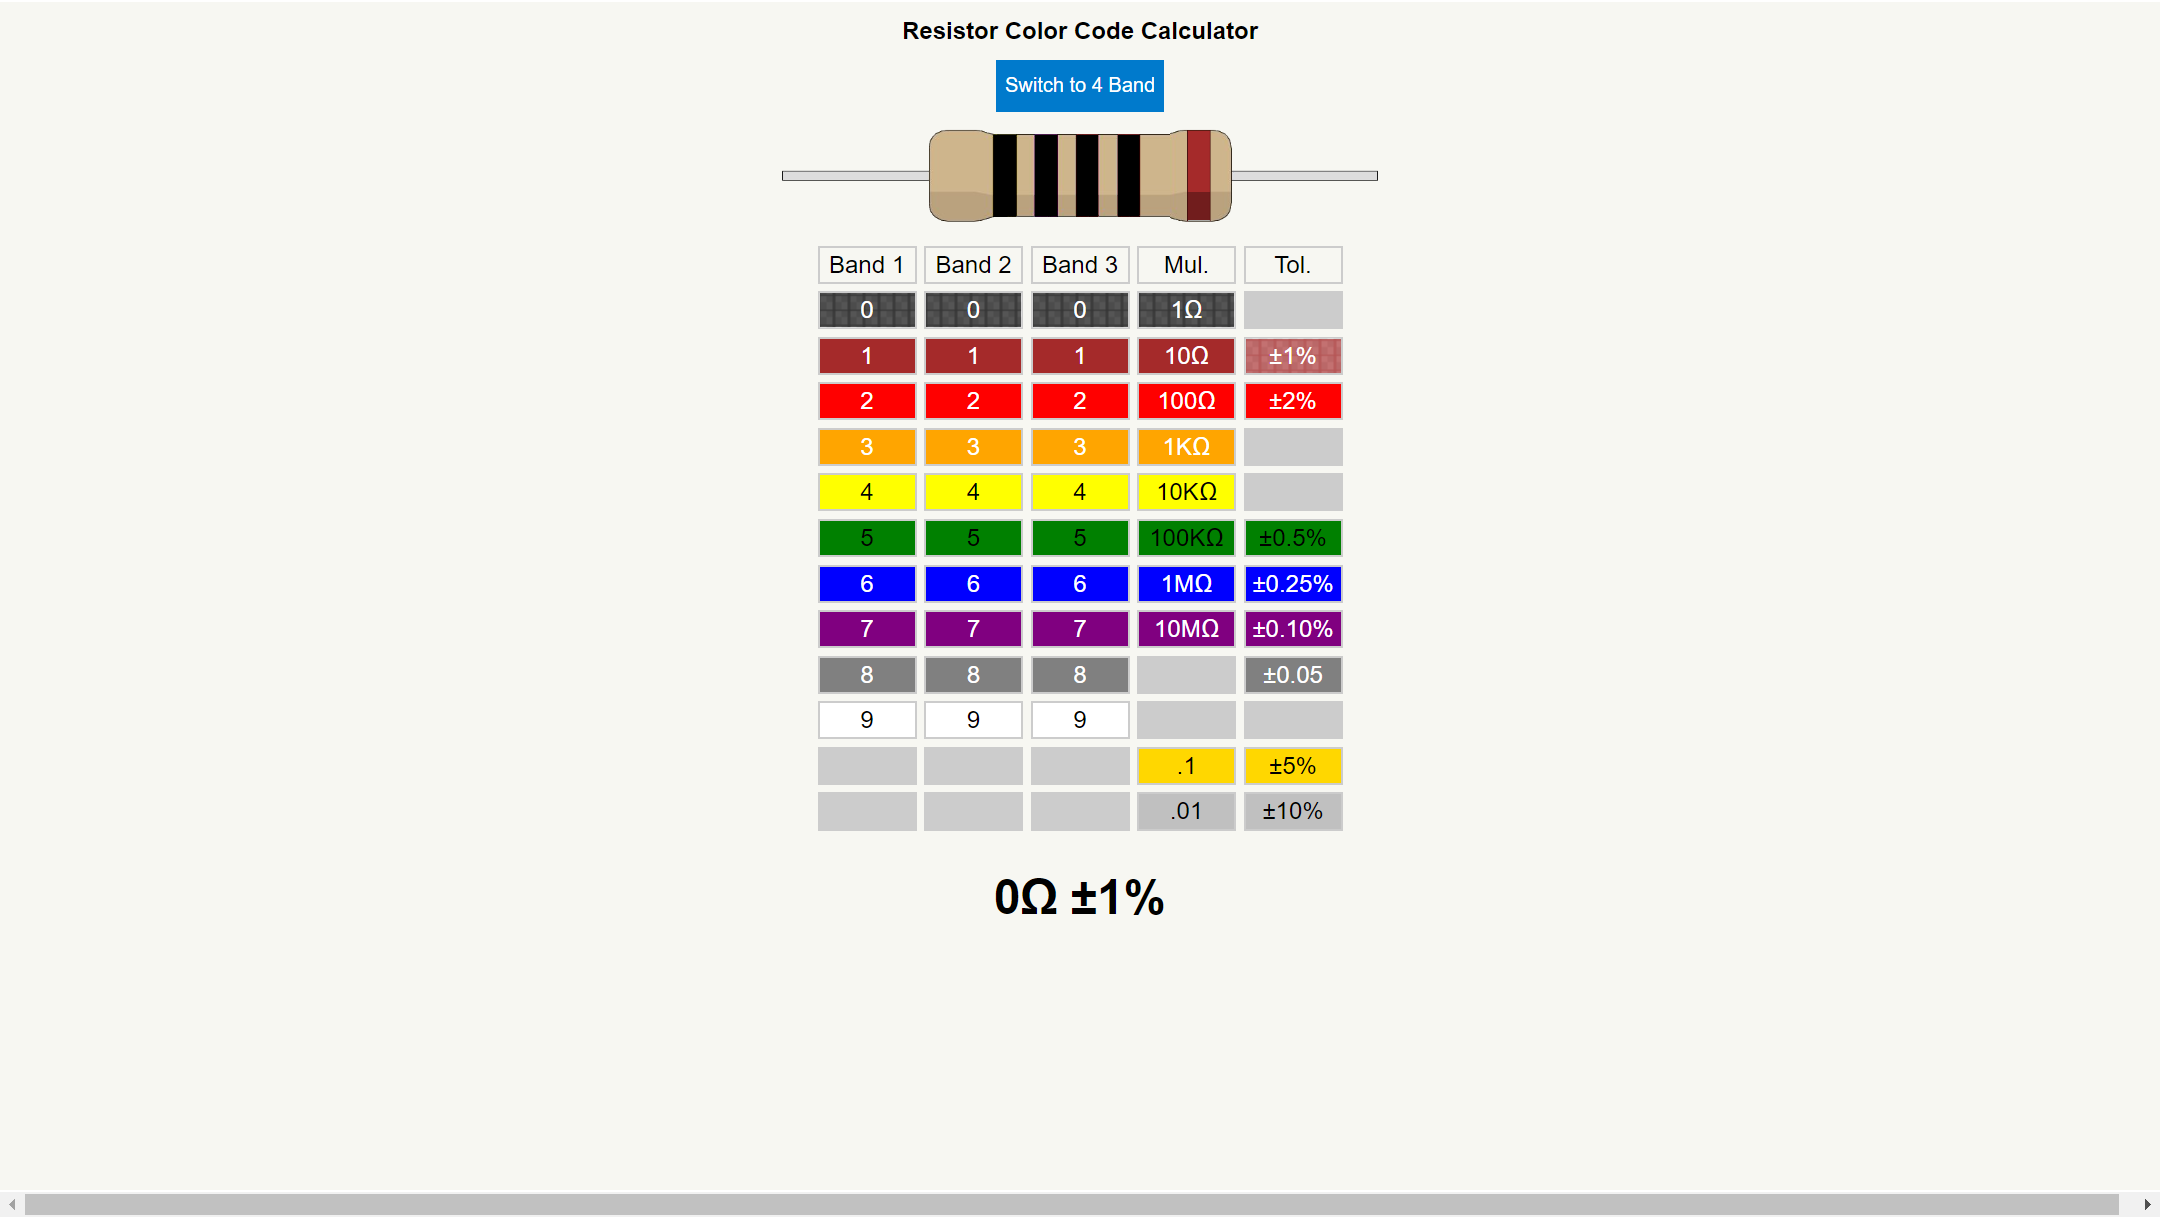 Resistor Color Code Calculator
Switch to 4 Band
Band 1 Band 2 Band 3 Mul. Tol.
0 0 0 1Ω
1 1 1 10Ω ±1%
2 2 2 100Ω ±2%
3 3 3 1KΩ
4 4 4 10KΩ
5 5 5 100KΩ ±0.5%
6 6 6 1MΩ ±0.25%
7 7 7 10MΩ ±0.10%
8 8 8 ±0.05
9 9 9
.1 ±5%
.01 ±10%
0Ω ±1%